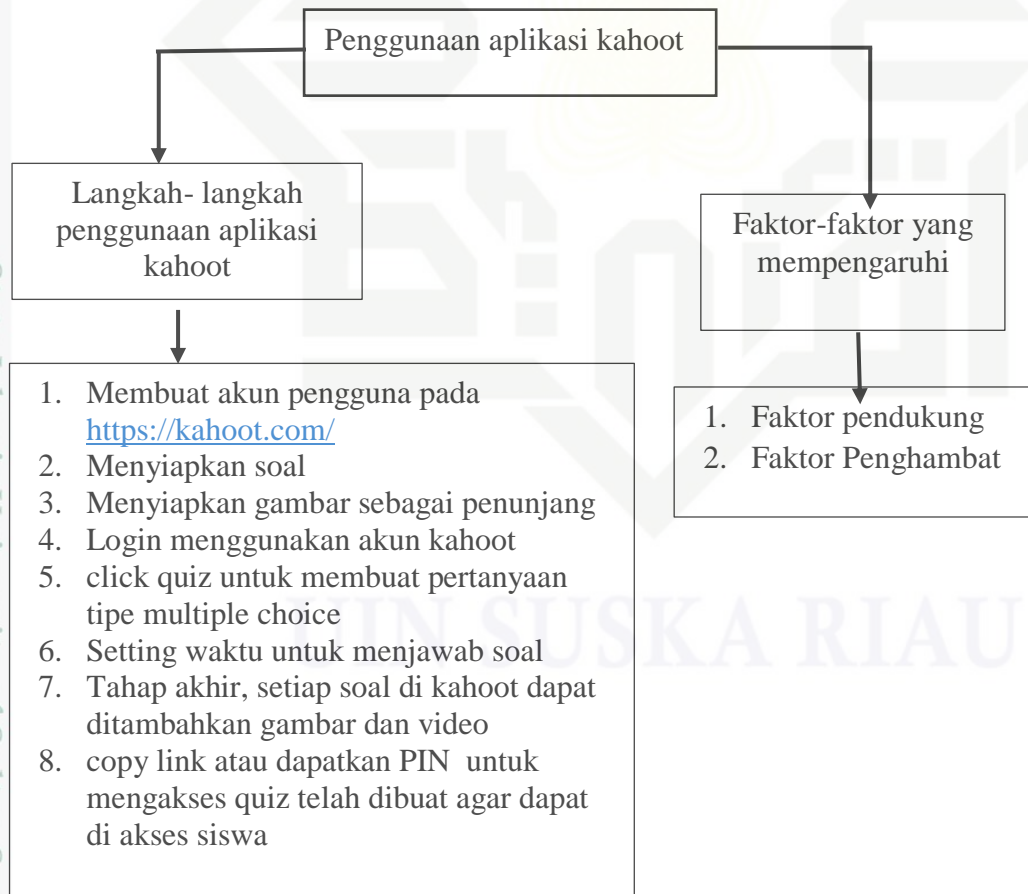 Penggunaan aplikasi kahoot
Langkah- langkah
penggunaan aplikasi
kahoot
Faktor-faktor yang
mempengaruhi
1. Membuat akun pengguna pada
https://kahoot.com/
2. Menyiapkan soal
3. Menyiapkan gambar sebagai penunjang
4. Login menggunakan akun kahoot
5. click quiz untuk membuat pertanyaan
tipe multiple choice
6. Setting waktu untuk menjawab soal
7. Tahap akhir, setiap soal di kahoot dapat
ditambahkan gambar dan video
8. copy link atau dapatkan PIN  untuk
mengakses quiz telah dibuat agar dapat
di akses siswa
1. Faktor pendukung
2. Faktor Penghambat
UIN SUSKA RIAU